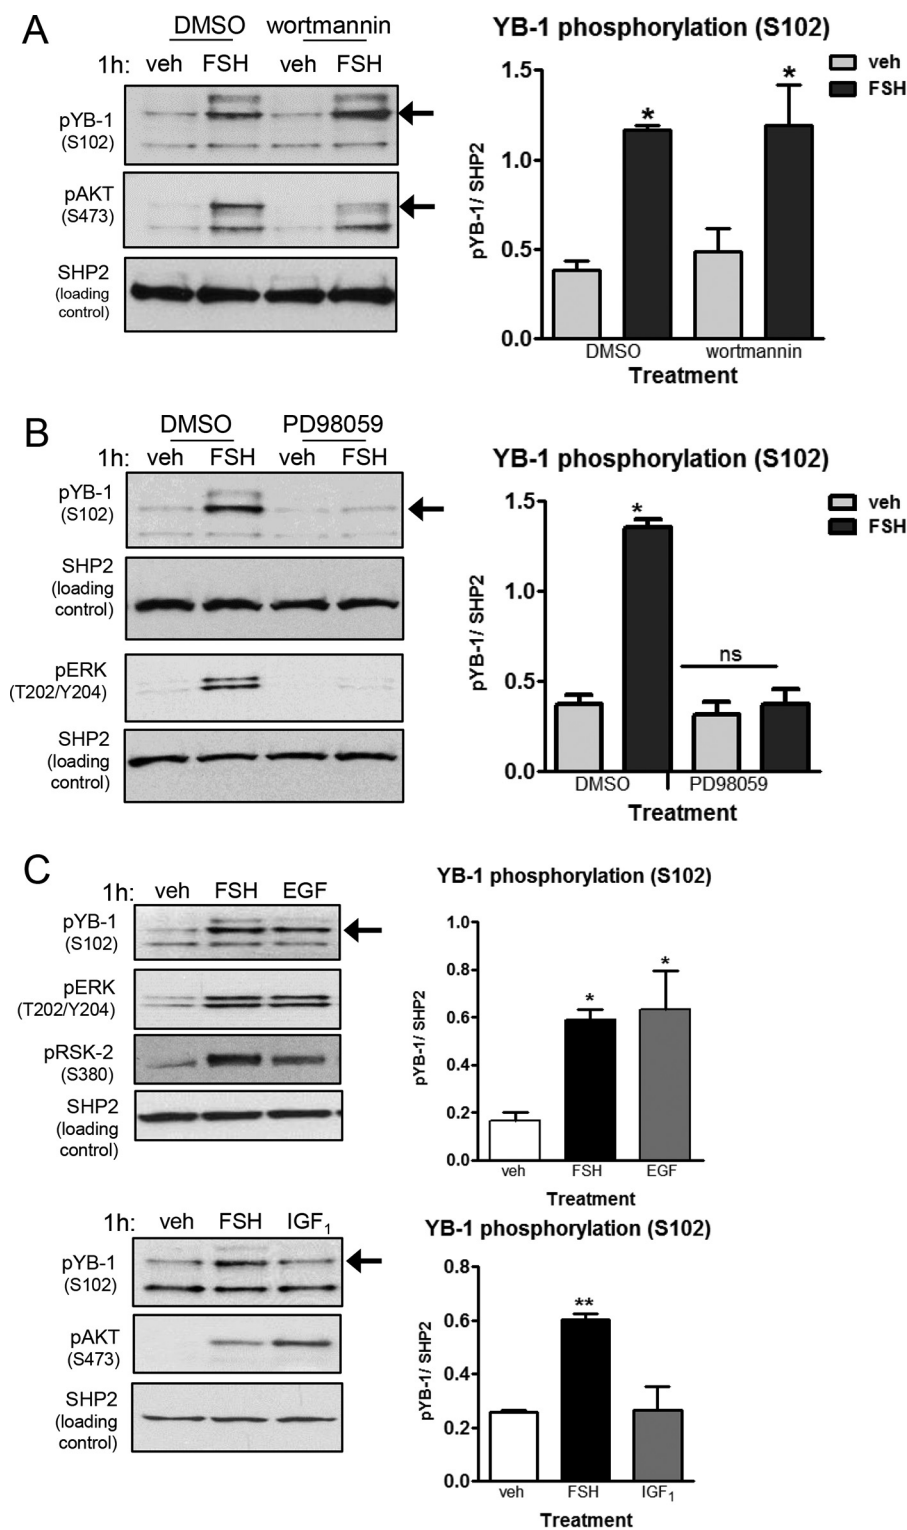 A
DMSO wortmannin
1h: veh FSH veh FSH
pYB-1
(S102)
pAKT
(S473)
SHP2
(loading
control)
YB-1 phosphorylation (S102)
veh
FSH
pYB-1/ SHP2
1.5
1.0
0.5
0.0
* *
DMSO wortmannin
Treatment
B
DMSO PD98059
1h: veh FSH veh FSH
pYB-1
(S102)
SHP2
(loading
control)
pERK
(T202/Y204)
SHP2
(loading
control)
YB-1 phosphorylation (S102)
veh
FSH
pYB-1/ SHP2
1.5
1.0
0.5
0.0
*
ns
DMSO PD98059
Treatment
C
1h: veh FSH EGF
pYB-1
(S102)
pERK
(T202/Y204)
pRSK-2
(S380)
SHP2
(loading
control)
YB-1 phosphorylation (S102)
pYB-1/ SHP2
1.0
0.8
0.6
0.4
0.2
0.0
* *
veh FSH EGF
Treatment
1h: veh FSH IGF₁
pYB-1
(S102)
pAKT
(S473)
SHP2
(loading
control)
YB-1 phosphorylation (S102)
pYB-1/ SHP2
0.8
0.6
0.4
0.2
0.0
**
veh FSH IGF₁
Treatment